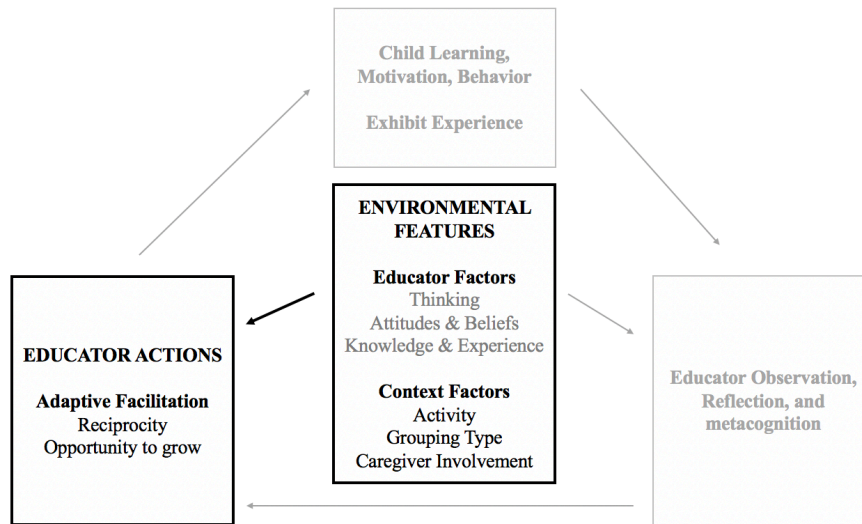 Child Learning,
Motivation, Behavior
Exhibit Experience
ENVIRONMENTAL
FEATURES
Educator Factors
Thinking
Attitudes & Beliefs
Knowledge & Experience
Context Factors
Activity
Grouping Type
Caregiver Involvement
EDUCATOR ACTIONS
Adaptive Facilitation
Reciprocity
Opportunity to grow
Educator Observation,
Reflection, and
metacognition